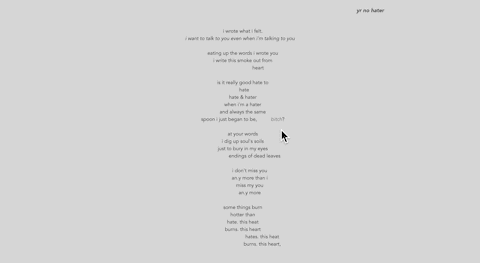 yr no hater
i wrote what i felt.
i want to talk to you even when i'm talking to you
eating up the words i wrote you
i write this smoke out from
heart
is it really good hate to
hate
hate & hater
when i'm a hater
and always the same
spoon i just began to be, bitch?
at your words
i dig up soul's soils
just to bury in my eyes
endings of dead leaves
i don't miss you
an.y more than i
miss my you
an.y more
some things burn
hotter than
hate. this heat
burns. this heart
hates. this heat
burns. this heart,